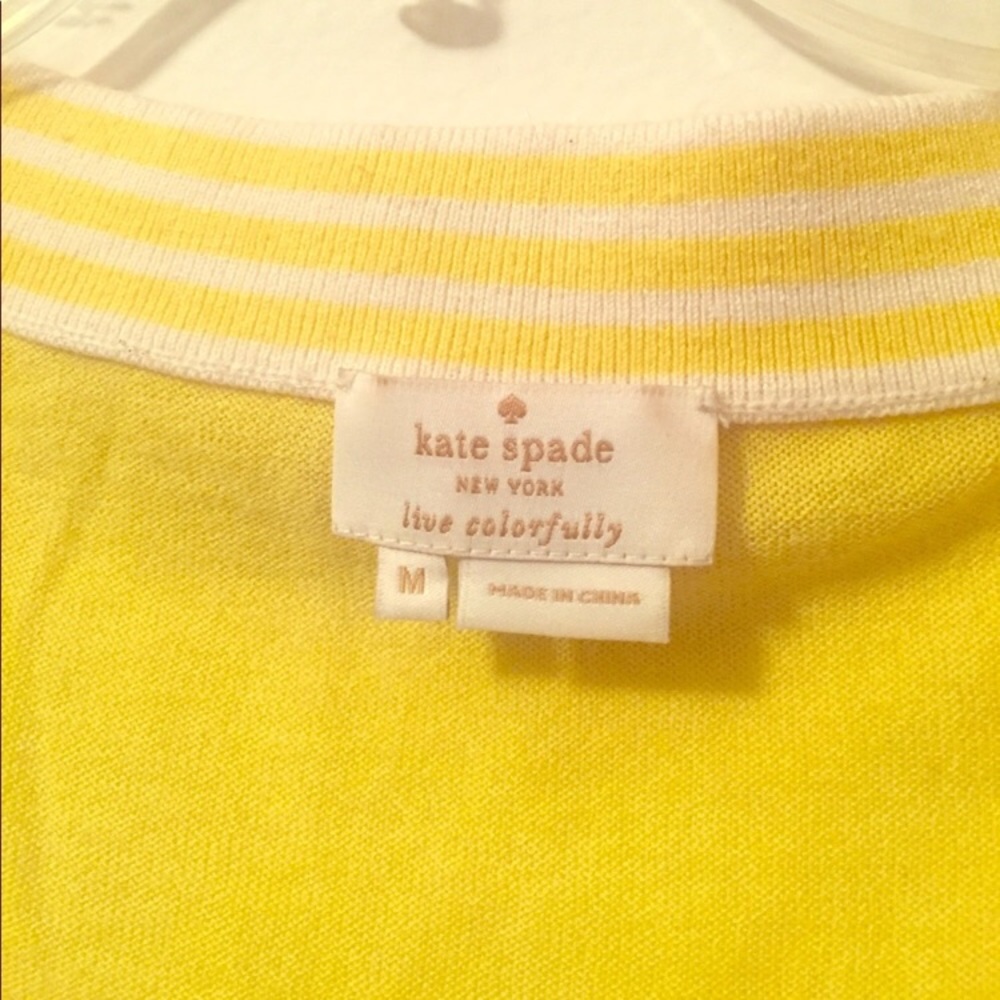 kate spade
NEW YORK
live colorfully
M
MADE IN CHINA